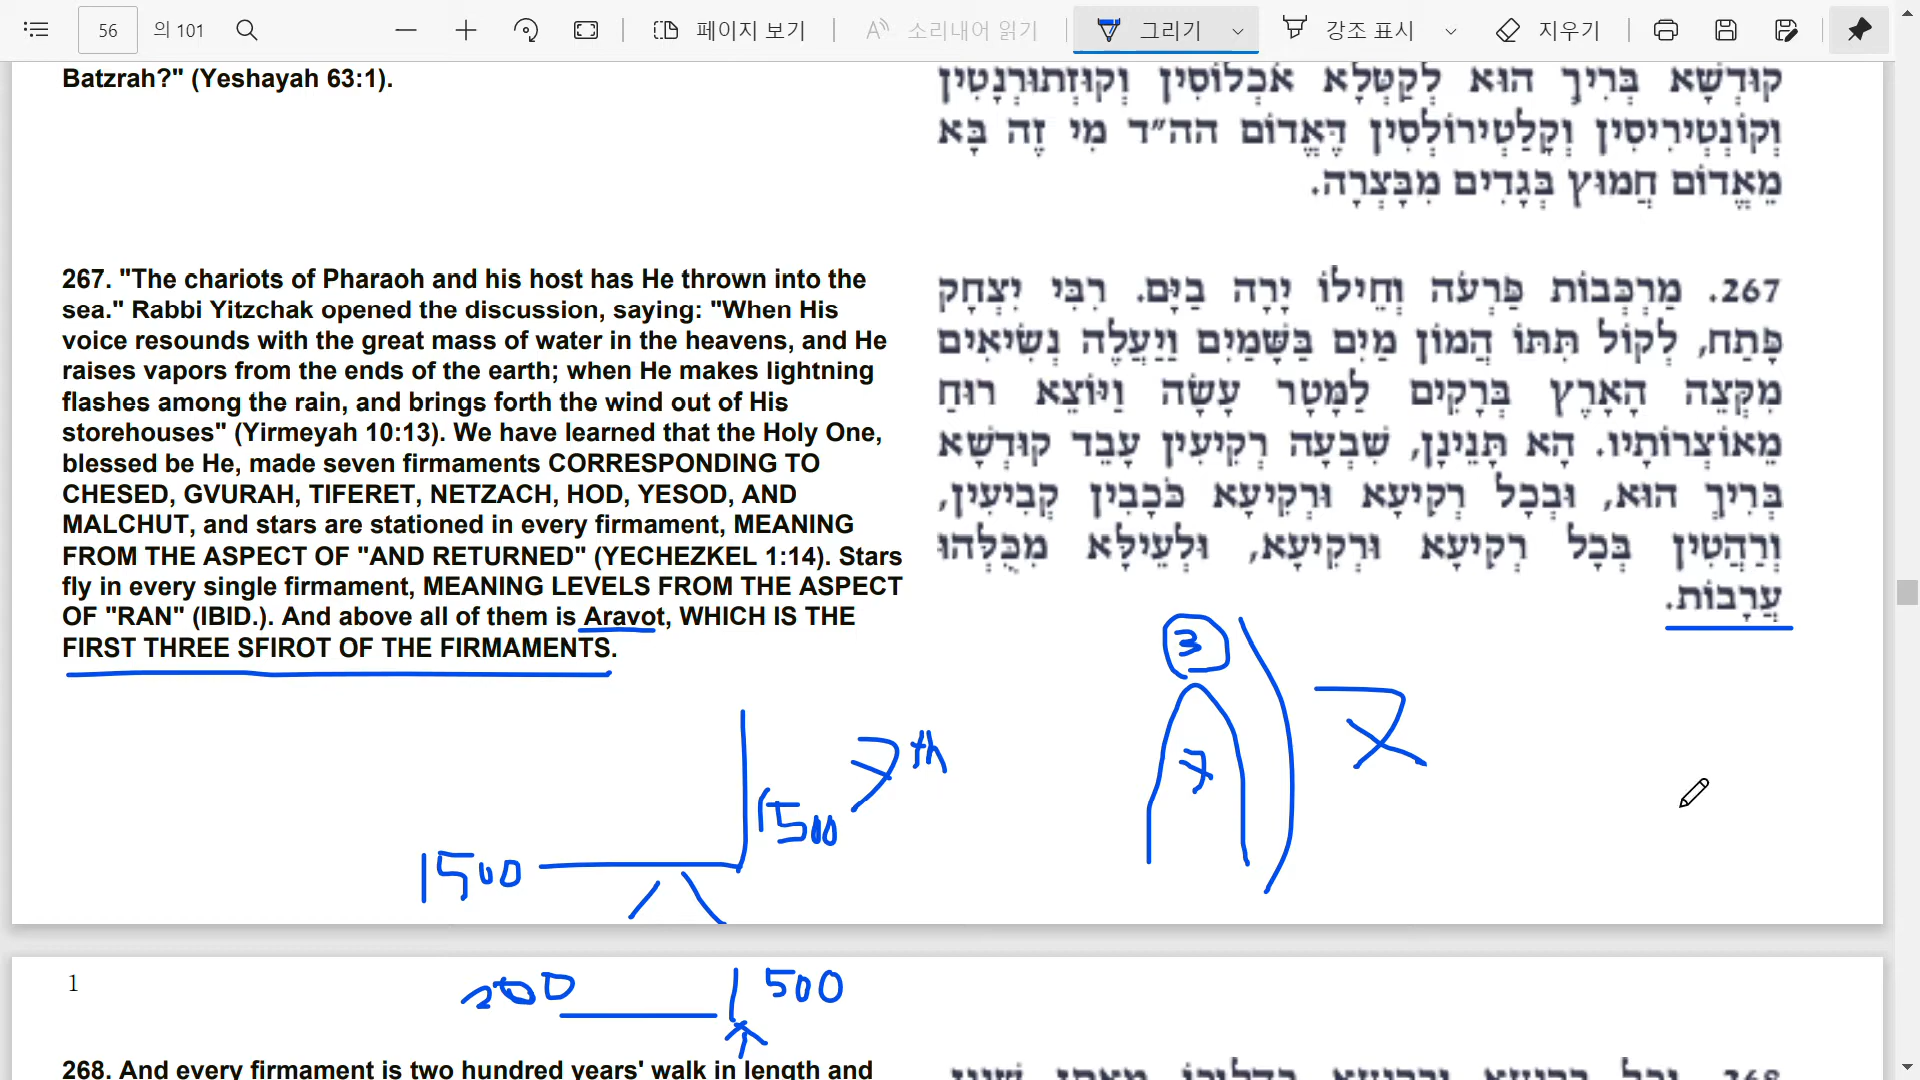 56 의 101 페이지 보기 소리내어 읽기 그리기 강조 표시 지우기
Batzrah?" (Yeshayah 63:1).
קוּדְשָׁא בְּרִיךְ הוּא לְקַטְּלָא אֹכְלוֹסִין וְקוּזְתוּרְנָטִין
וְקוֹנְטִירִיסִין וְקָלַטִירוֹלְסִין דֶּאֱדוֹם הה״ד מִי זֶה בָּא
מֵאֱדוֹם חֲמוּץ בְּגָדִים מִבָּצְרָה.
267. "The chariots of Pharaoh and his host has He thrown into the
sea." Rabbi Yitzchak opened the discussion, saying: "When His
voice resounds with the great mass of water in the heavens, and He
raises vapors from the ends of the earth; when He makes lightning
flashes among the rain, and brings forth the wind out of His
storehouses" (Yirmeyah 10:13). We have learned that the Holy One,
blessed be He, made seven firmaments CORRESPONDING TO
CHESED, GVURAH, TIFERET, NETZACH, HOD, YESOD, AND
MALCHUT, and stars are stationed in every firmament, MEANING
FROM THE ASPECT OF "AND RETURNED" (YECHEZKEL 1:14). Stars
fly in every single firmament, MEANING LEVELS FROM THE ASPECT
OF "RAN" (IBID.). And above all of them is Aravot, WHICH IS THE
FIRST THREE SFIROT OF THE FIRMAMENTS.
267. מַרְכְּבוֹת פַּרְעֹה וְחֵילוֹ יָרָה בַיָּם. רִבִּי יִצְחָק
פָּתַח, לְקוֹל תִּתּוֹ הֲמוֹן מַיִם בַּשָּׁמַיִם וַיַּעֲלֶה נְשִׂיאִים
מִקְצֵה הָאָרֶץ בְּרָקִים לַמָּטָר עָשָׂה וַיּוֹצֵא רוּחַ
מֵאוֹצְרוֹתָיו. הָא תָּנֵינָן, שִׁבְעָה רְקִיעִין עָבֵד קוּדְשָׁא
בְּרִיךְ הוּא, וּבְכָל רְקִיעָא וּרְקִיעָא כֹּכָבִין קְבִיעִין,
וְרַהֲטִין בְּכָל רְקִיעָא וּרְקִיעָא, וּלְעֵילָּא מִכֻּלְּהוּ
עֲרָבוֹת.
3
7
7
7th
1500
1500
1
200
500
268. And every firmament is two hundred years' walk in length and